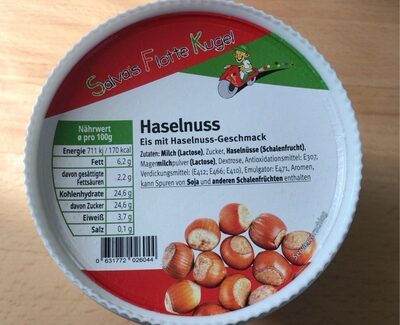 Salva's Flotte Kugel
Nährwert
ø pro 100g
Energie 711 kj / 170 kcal
Fett 6,2 g
davon gesättigte
Fettsäuren 2,2 g
Kohlenhydrate 24,6 g
davon Zucker 24,6 g
Eiweiß 3,7 g
Salz 0,1 g
Haselnuss
Eis mit Haselnuss-Geschmack
Zutaten: Milch (Lactose), Zucker, Haselnüsse (Schalenfrucht),
Magermilchpulver (Lactose), Dextrose, Antioxidationsmittel: E307,
Verdickungsmittel: (E412; E466; E410), Emulgator: E471, Aromen,
kann Spuren von Soja und anderen Schalenfrüchten enthalten
0 631772 026044
Serviervorschlag